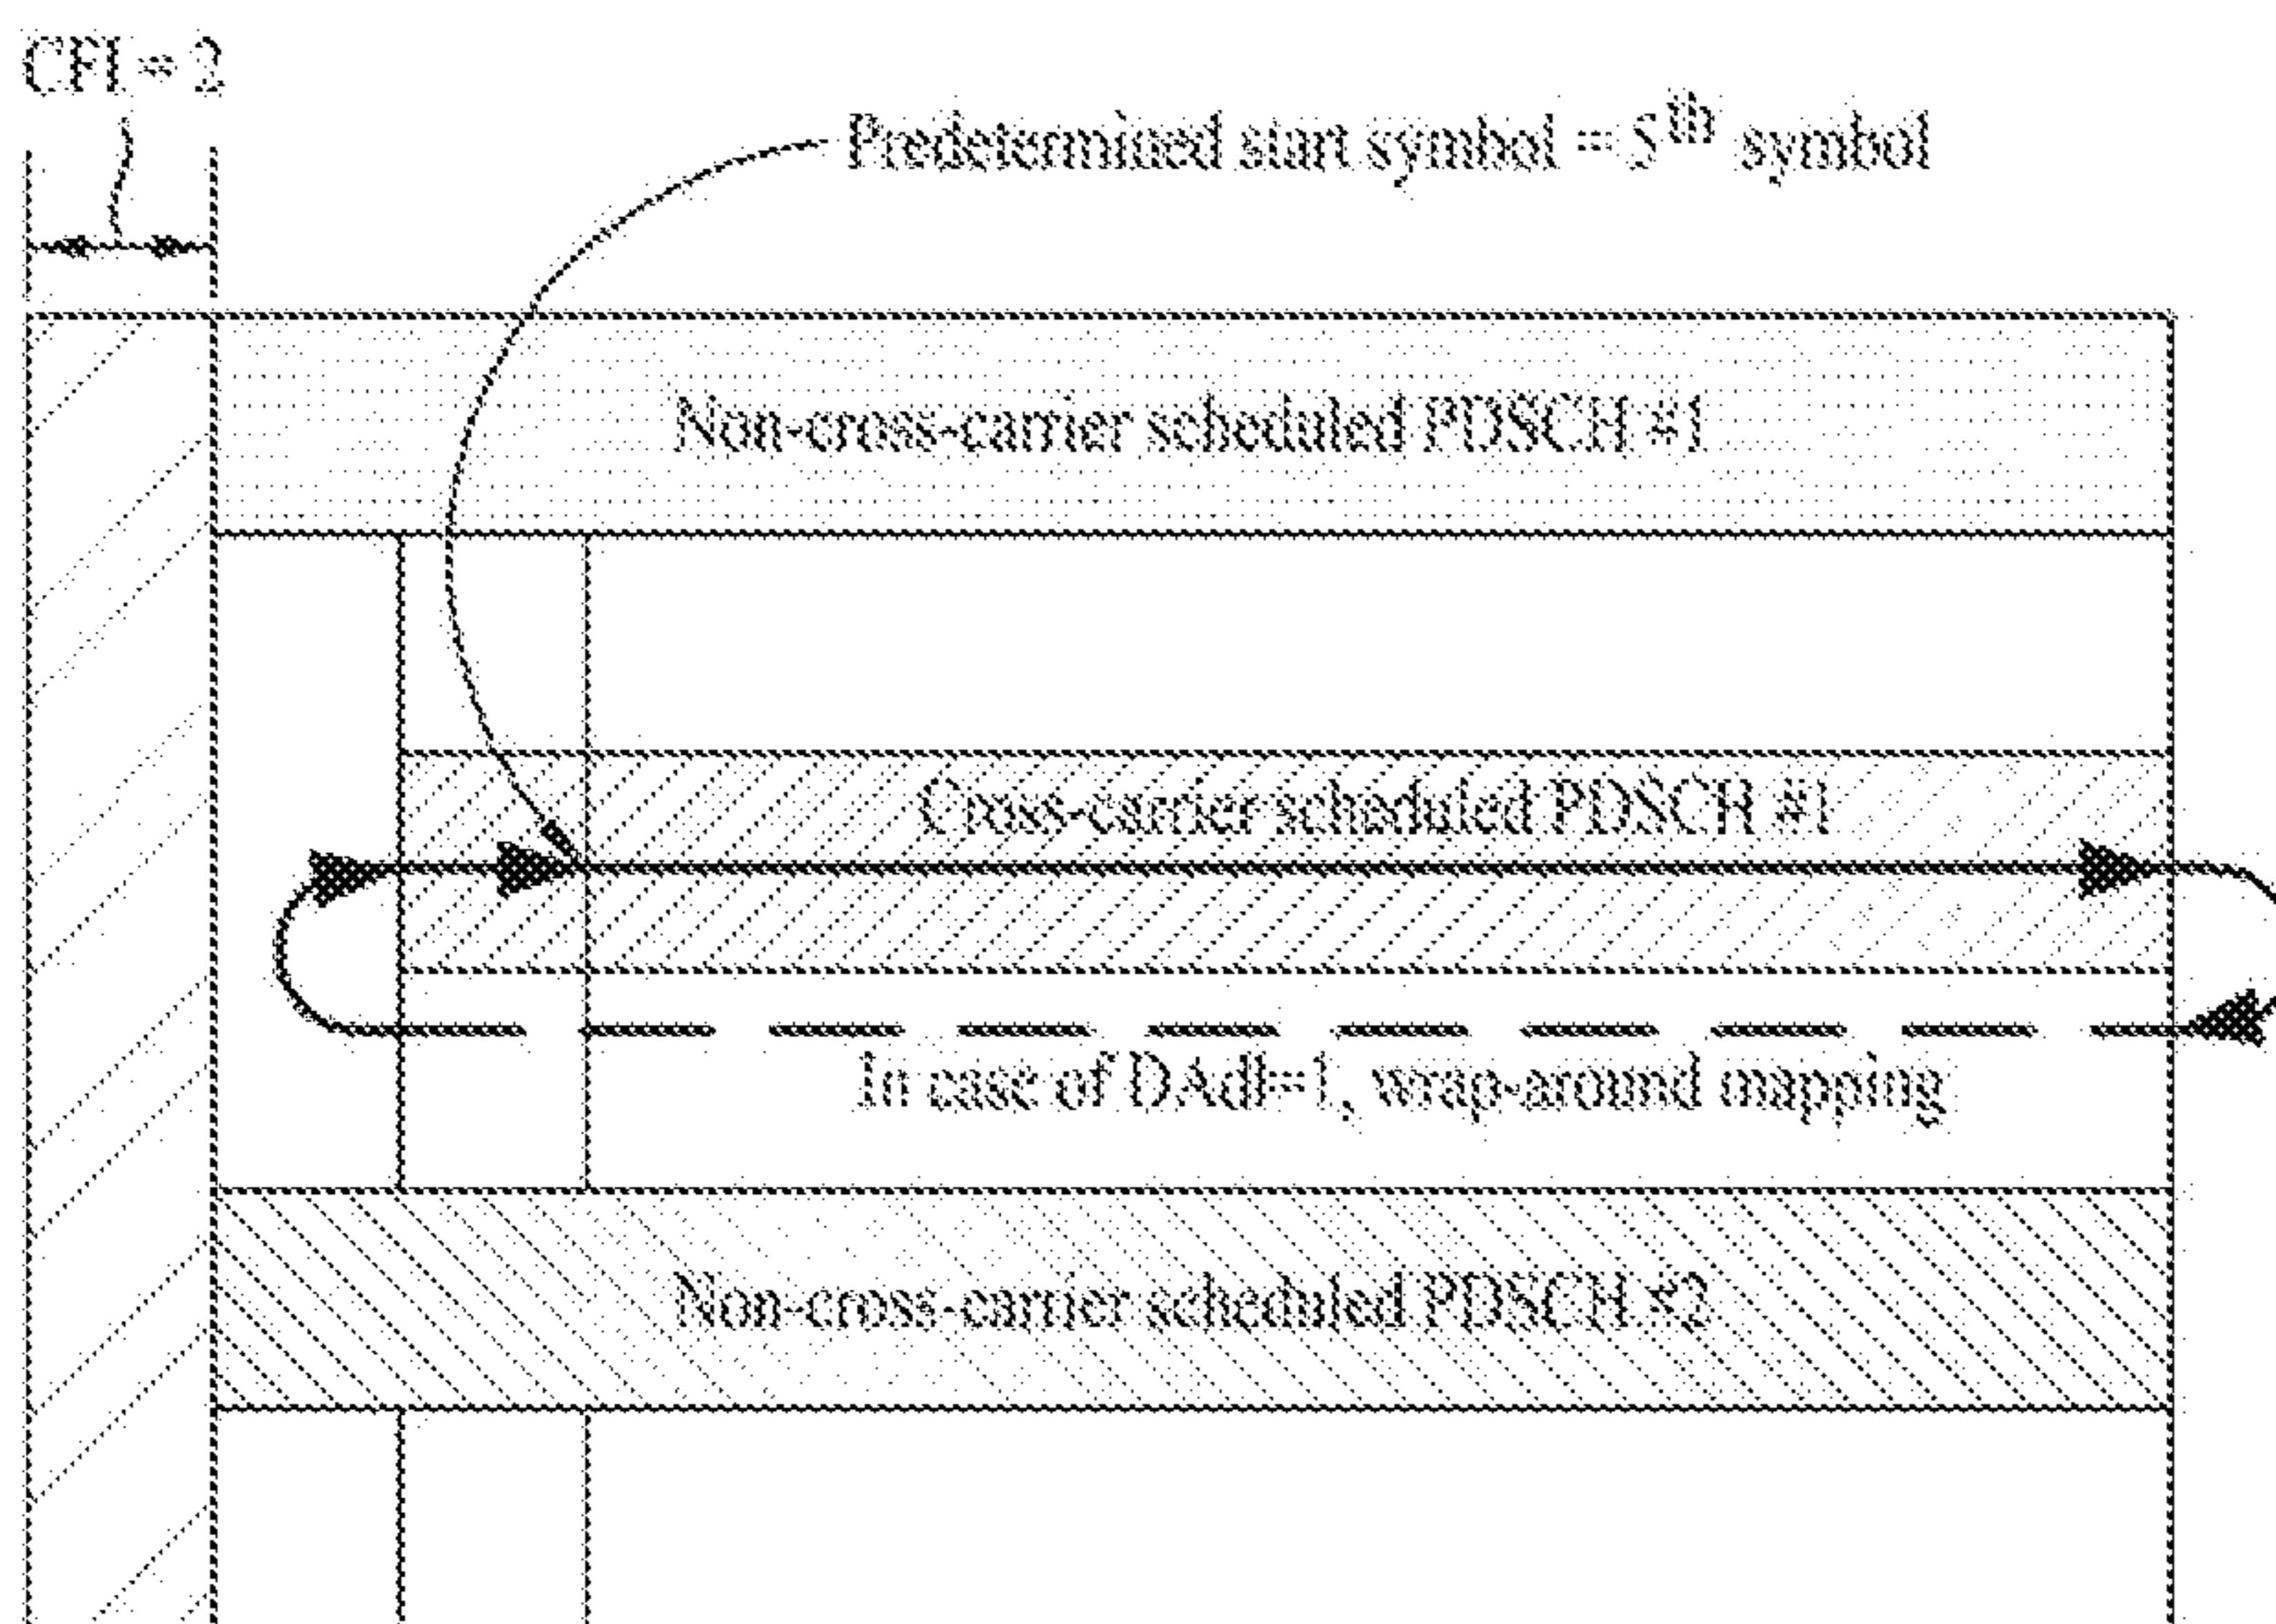 CFI = 2
Predetermined start symbol = 5th symbol
Non-cross-carrier scheduled PDSCH #1
Cross-carrier scheduled PDSCH #1
In case of DAdI=1, wrap-around mapping
Non-cross-carrier scheduled PDSCH #2